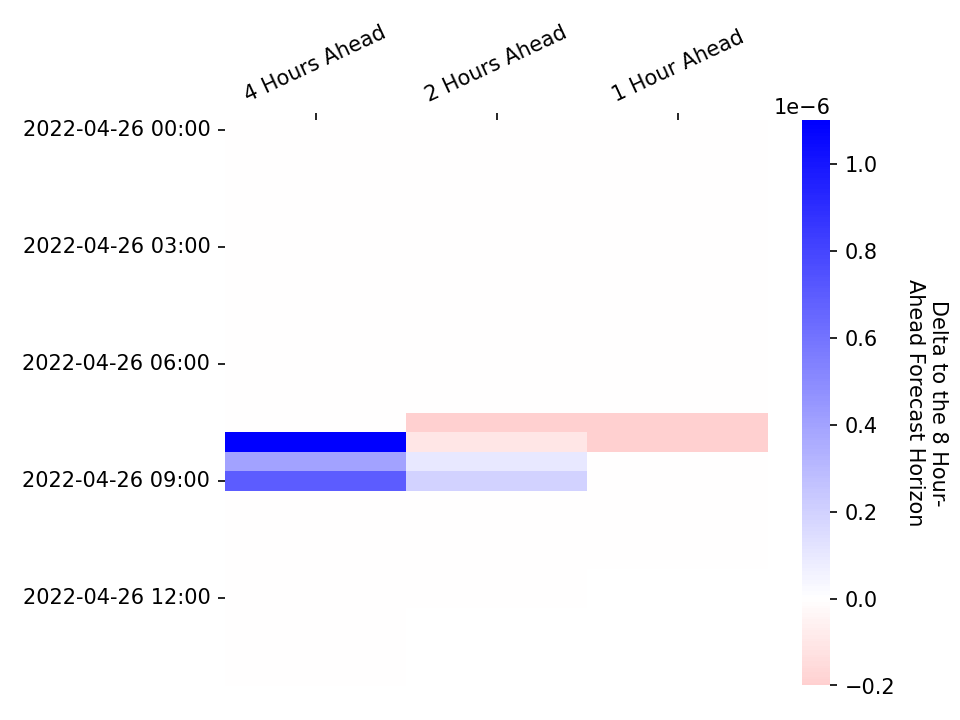 4 Hours Ahead
2 Hours Ahead
1 Hour Ahead
1e−6
2022-04-26 00:00
2022-04-26 03:00
2022-04-26 06:00
2022-04-26 09:00
2022-04-26 12:00
1.0
0.8
0.6
0.4
0.2
0.0
−0.2
Delta to the 8 Hour-
Ahead Forecast Horizon